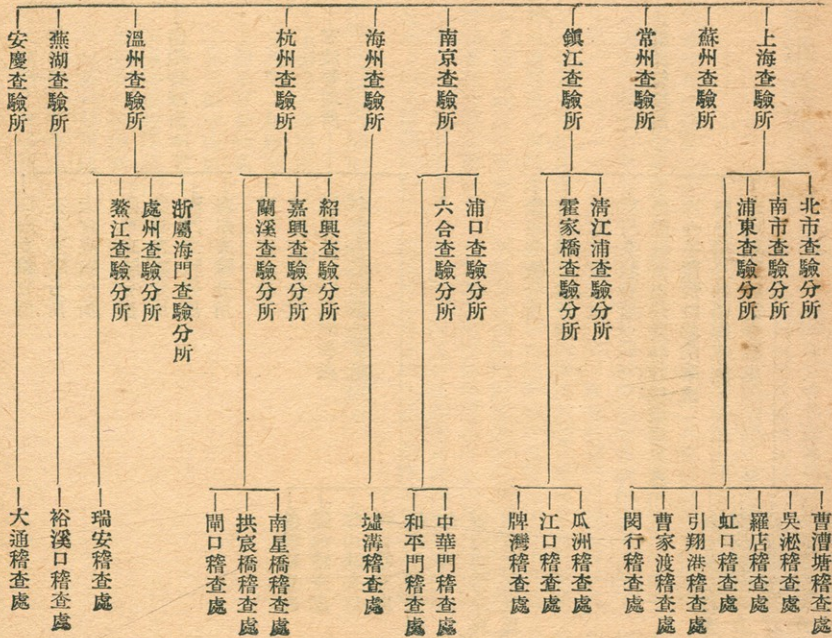 上海查驗所
蘇州查驗所
常州查驗所
鎮江查驗所
南京查驗所
海州查驗所
杭州查驗所
溫州查驗所
蕪湖查驗所
安慶查驗所
北市查驗分所
南市查驗分所
浦東查驗分所
清江浦查驗分所
霍家橋查驗分所
浦口查驗分所
六合查驗分所
紹興查驗分所
嘉興查驗分所
蘭溪查驗分所
浙屬海門查驗分所
處州查驗分所
鰲江查驗分所
曹漕塘稽查處
吳淞稽查處
羅店稽查處
虹口稽查處
引翔港稽查處
曹家渡稽查處
閔行稽查處
瓜洲稽查處
江口稽查處
牌灣稽查處
中華門稽查處
和平門稽查處
墟溝稽查處
南星橋稽查處
拱宸橋稽查處
閘口稽查處
瑞安稽查處
裕溪口稽查處
大通稽查處